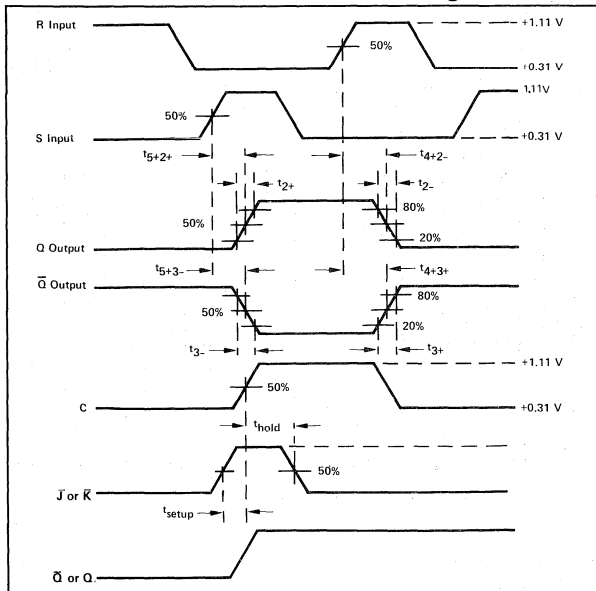 R Input
+1.11 V
50%
+0.31 V
1.11V
50%
S Input
+0.31 V
t5+2+
t4+2-
t2+
t2-
80%
50%
20%
Q Output
t5+3-
t4+3+
Q̅ Output
80%
50%
20%
t3-
t3+
+1.11 V
50%
C
+0.31 V
thold
50%
J̅ or K̅
tsetup
Q̅ or Q